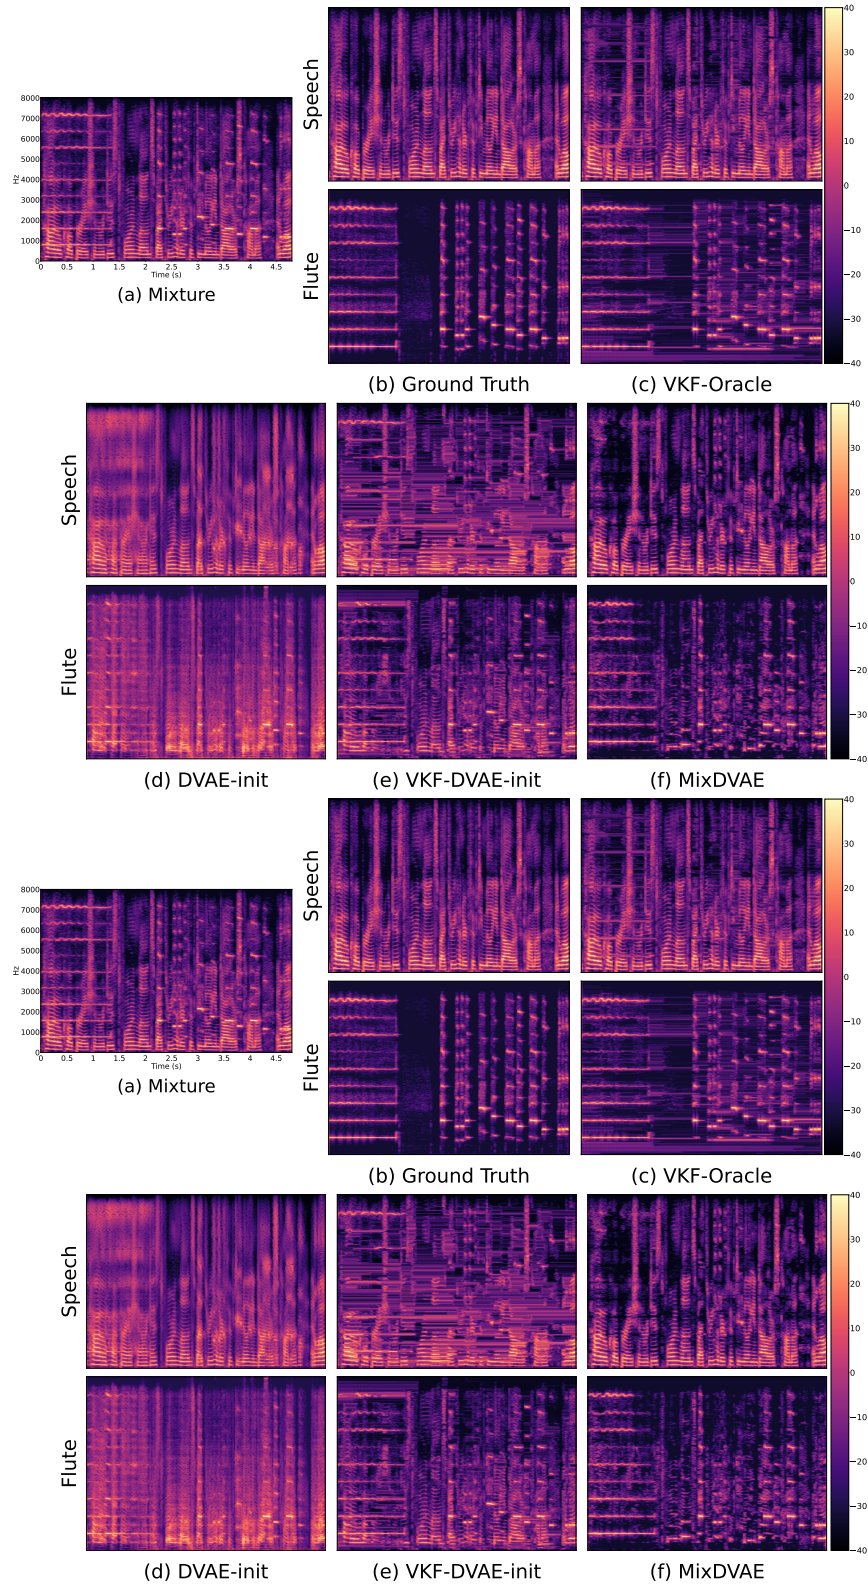 Speech
40
30
20
10
0
−10
−20
−30
−40
8000
7000
6000
5000
4000
3000
2000
1000
0
Hz
0 0.5 1 1.5 2 2.5 3 3.5 4 4.5
Time (s)
(a) Mixture
Flute
(b) Ground Truth (c) VKF-Oracle
Speech
40
30
20
10
0
−10
−20
−30
−40
Flute
(d) DVAE-init (e) VKF-DVAE-init (f) MixDVAE
Speech
40
30
20
10
0
−10
−20
−30
−40
8000
7000
6000
5000
4000
3000
2000
1000
0
Hz
0 0.5 1 1.5 2 2.5 3 3.5 4 4.5
Time (s)
(a) Mixture
Flute
(b) Ground Truth (c) VKF-Oracle
Speech
40
30
20
10
0
−10
−20
−30
−40
Flute
(d) DVAE-init (e) VKF-DVAE-init (f) MixDVAE